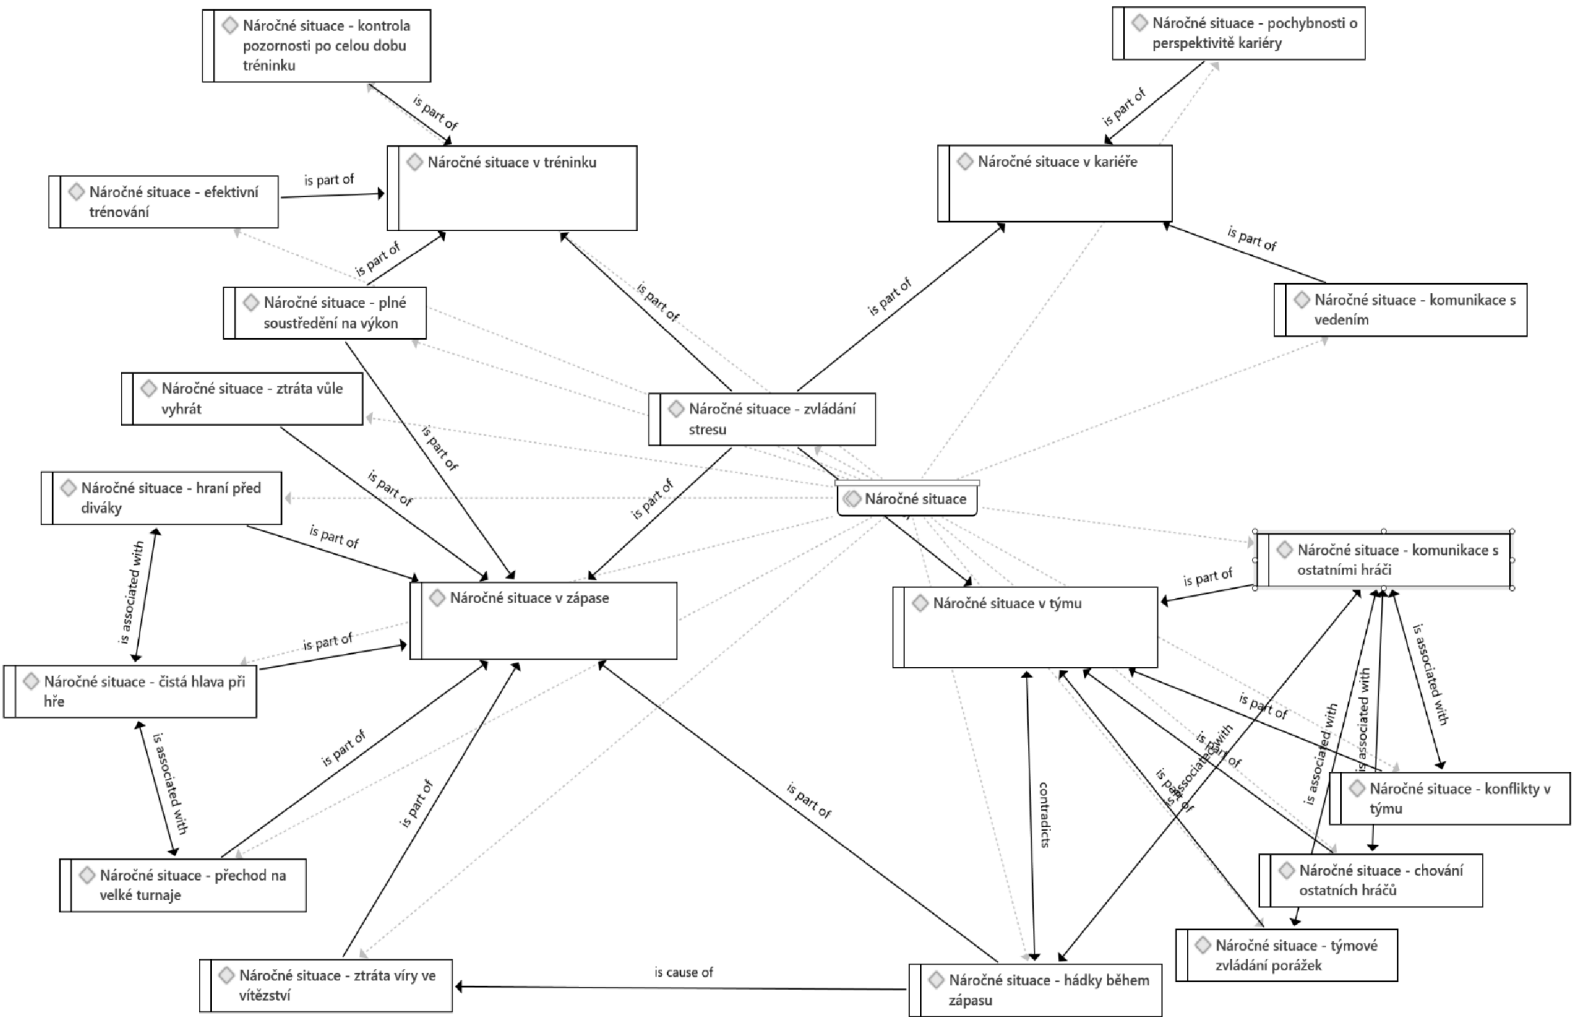 Náročné situace - kontrola
pozornosti po celou dobu
tréninku
Náročné situace - pochybnosti o
perspektivitě kariéry
is part of
is part of
Náročné situace v tréninku
Náročné situace v kariéře
Náročné situace - efektivní
trénování
is part of
is part of
is part of
Náročné situace - plné
soustředění na výkon
is part of
is part of
Náročné situace - komunikace s
vedením
Náročné situace - ztráta vůle
vyhrát
Náročné situace - zvládání
stresu
is part of
is part of
is part of
Náročné situace - hraní před
diváky
Náročné situace
is part of
is associated with
Náročné situace - komunikace s
ostatními hráči
is part of
Náročné situace v zápase
Náročné situace v týmu
is part of
Náročné situace - čistá hlava při
hře
is associated with
is associated with
is associated with
is associated with
is associated with
is part of
is part of
is part of
is part of
is part of
is part of
is associated with
contradicts
Náročné situace - konflikty v
týmu
Náročné situace - přechod na
velké turnaje
Náročné situace - chování
ostatních hráčů
Náročné situace - týmové
zvládání porážek
Náročné situace - ztráta víry ve
vítězství
is cause of
Náročné situace - hádky během
zápasu